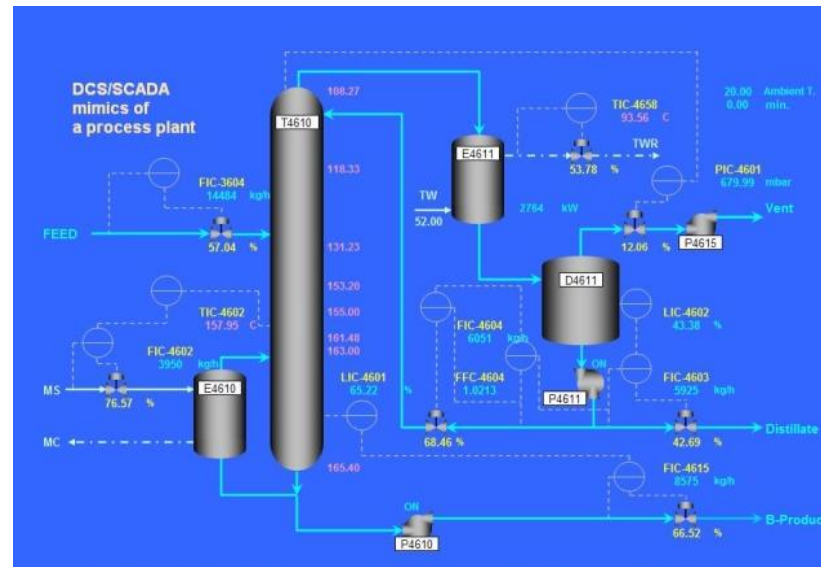 DCS/SCADA
mimics of
a process plant
108.27
T4610
118.33
131.23
153.20
155.00
161.48
163.00
165.40
FIC-3604
14484 kg/h
FEED
57.04 %
TIC-4602
157.95 C
FIC-4602
3950 kg/h
MS
76.57 %
E4610
MC
LIC-4601
65.22 %
TIC-4658
93.56 C
E4611
TWR
53.78 %
TW
52.00
2764 kW
20.00 Ambient T.
0.00 min.
PIC-4601
679.99 mbar
Vent
12.06 %
P4615
D4611
FIC-4604
6051 kg/h
FFC-4604
1.0213
LIC-4602
43.38 %
ON
P4611
FIC-4603
5925 kg/h
68.46 %
42.69 %
Distillate
FIC-4615
8575 kg/h
ON
P4610
66.52 %
B-Produc